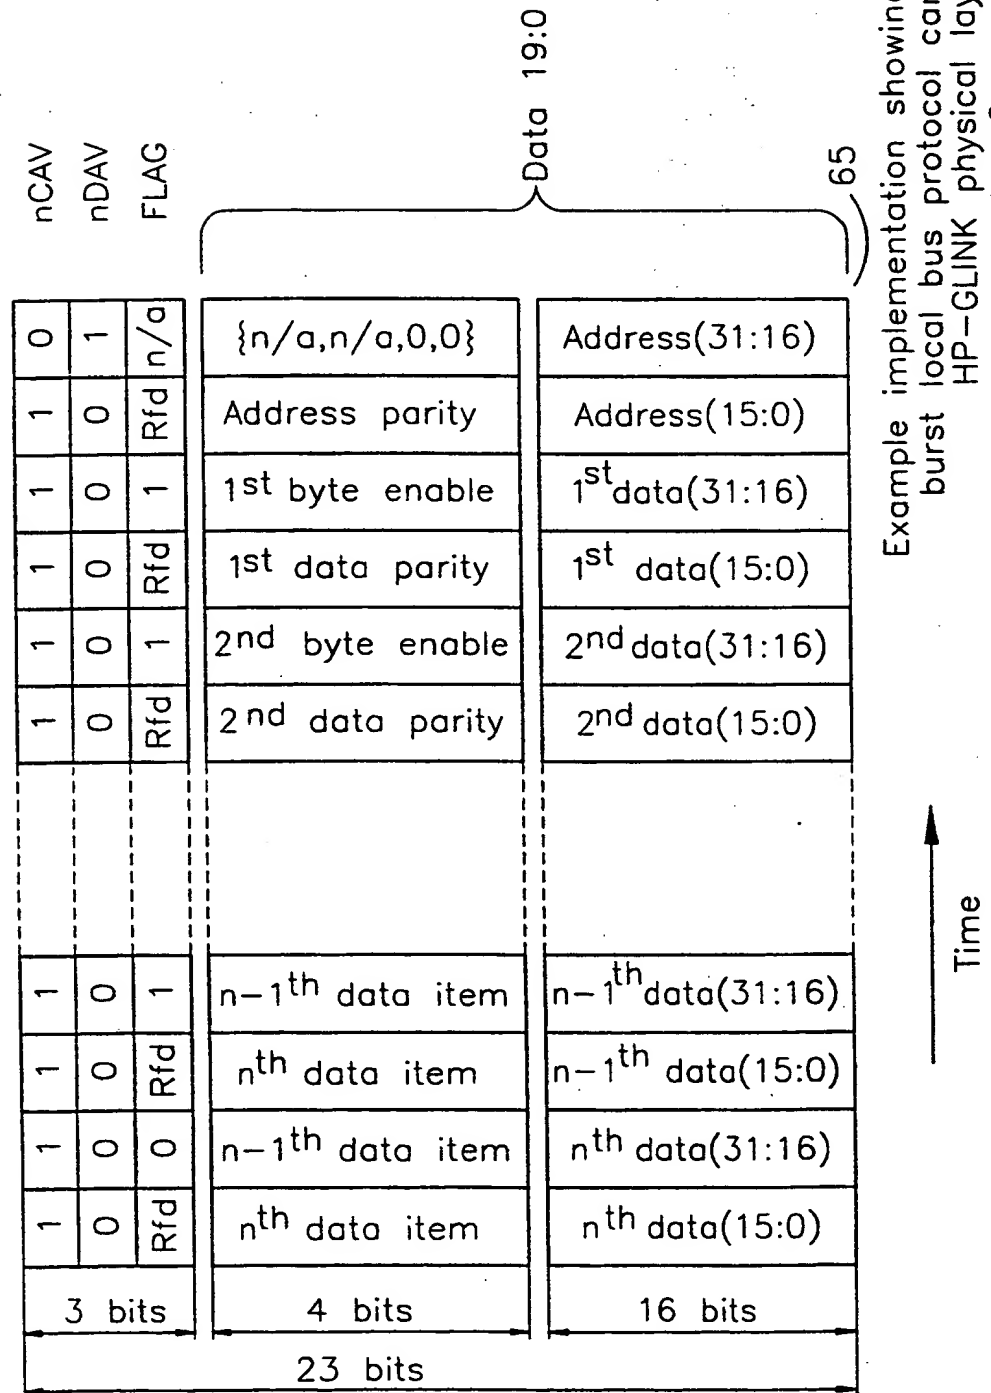 nCAV
nDAV
FLAG
0 1 n/a {n/a,n/a,0,0} Address(31:16)
1 0 Rfd Address parity Address(15:0)
1 0 1 1st byte enable 1st data(31:16)
1 0 Rfd 1st data parity 1st data(15:0)
1 0 1 2nd byte enable 2nd data(31:16)
1 0 Rfd 2nd data parity 2nd data(15:0)
1 0 1 n-1th data item n-1th data(31:16)
1 0 Rfd nth data item n-1th data(15:0)
1 0 0 n-1th data item nth data(31:16)
1 0 Rfd nth data item nth data(15:0)
3 bits 4 bits 16 bits
23 bits
Data 19:0
65
Time
Example implementation
burst local bus protocol
HP-GLINK physical